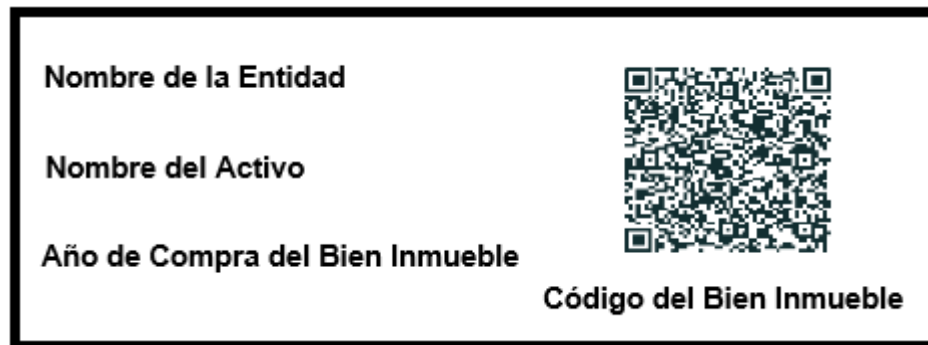 Nombre de la Entidad
Nombre del Activo
Año de Compra del Bien Inmueble
Código del Bien Inmueble